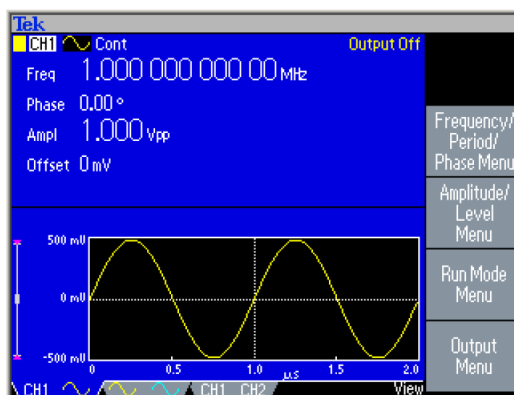 Tek
CH1 Cont Output Off
Freq 1.000 000 000 00 MHz
Phase 0.00 °
Ampl 1.000 Vpp
Offset 0 mV
Frequency/
Period/
Phase Menu
Amplitude/
Level
Menu
Run Mode
Menu
Output
Menu
500 mV
0 mV
-500 mV
0 0.5 1.0 µs 1.5 2.0
CH1 CH1 CH2 View